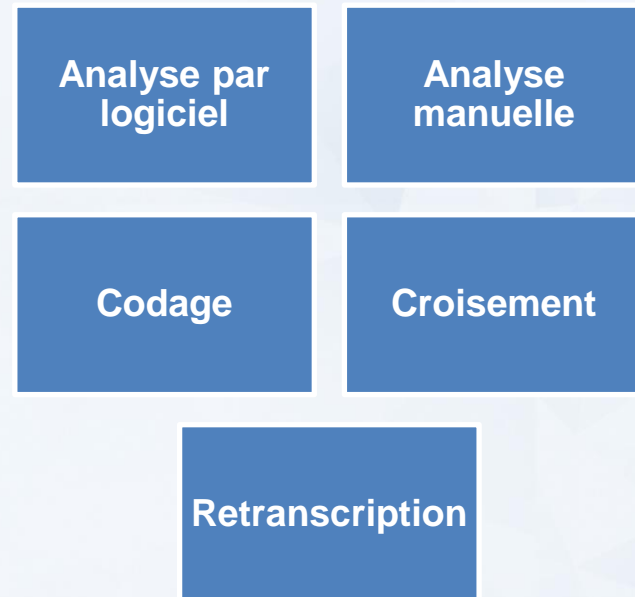 Analyse par
logiciel
Analyse
manuelle
Codage
Croisement
Retranscription